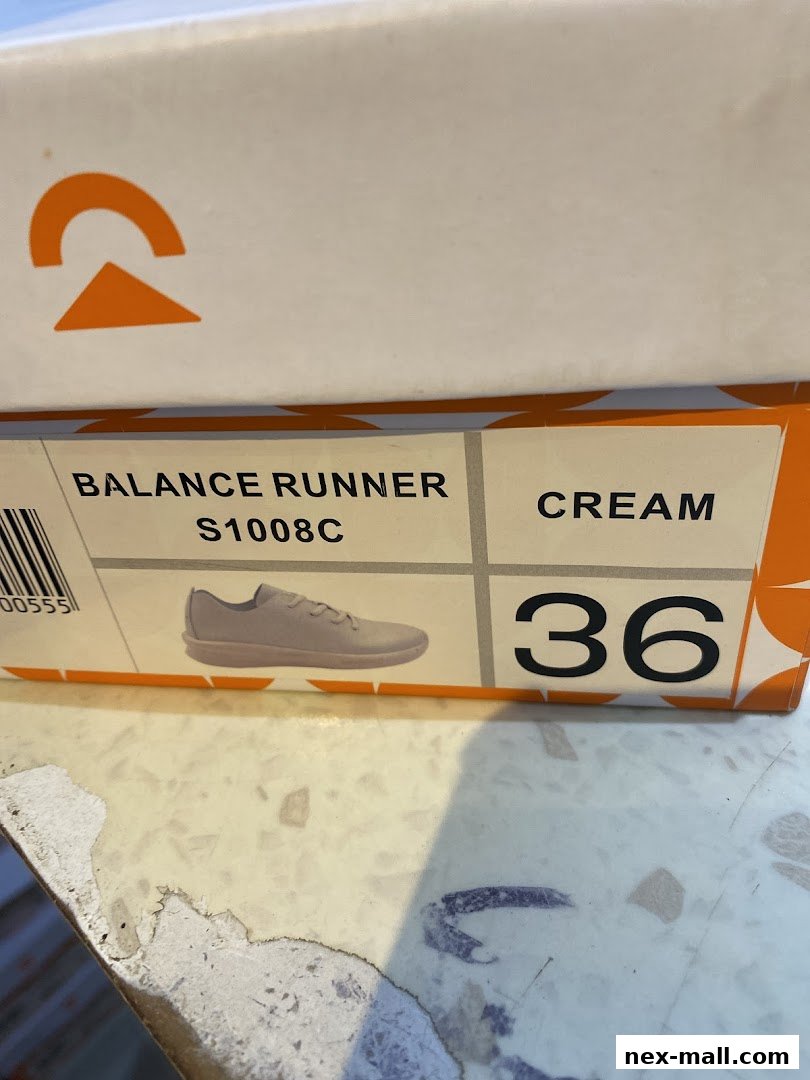 BALANCE RUNNER
S1008C
CREAM
00555
36
nex-mall.com